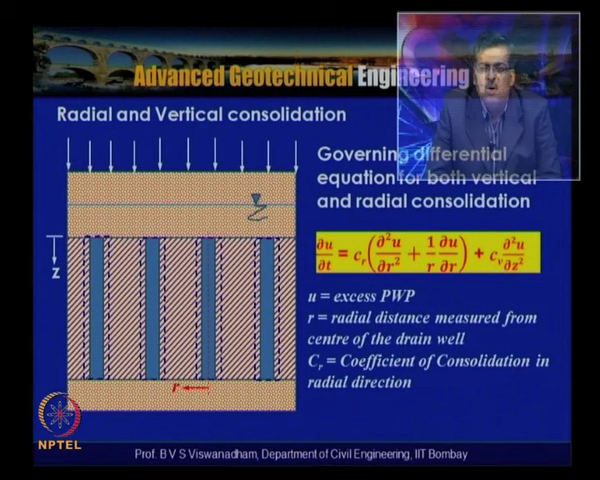 Advanced Geotechnical Engineering
Radial and Vertical consolidation
Governing differential
equation for both vertical
and radial consolidation
∂u/∂t = c_r(∂²u/∂r² + 1/r ∂u/∂r) + c_v ∂²u/∂z²
z
u = excess PWP
r = radial distance measured from
centre of the drain well
C_r = Coefficient of Consolidation in
radial direction
r
NPTEL
Prof. B V S Viswanadham, Department of Civil Engineering, IIT Bombay